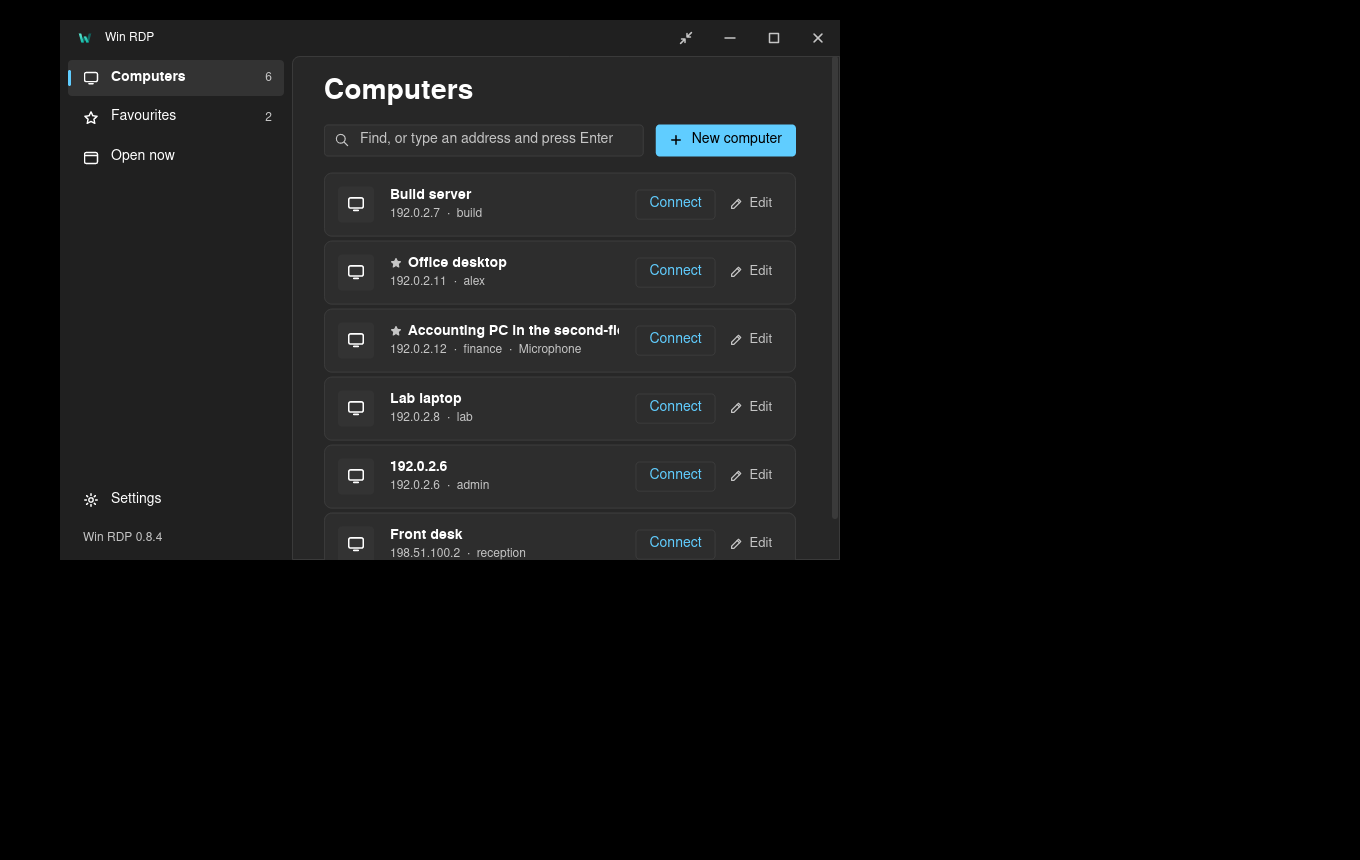 Win RDP
Computers 6
Favourites 2
Open now
Settings
Win RDP 0.8.4
Computers
Find, or type an address and press Enter
New computer
Build server
192.0.2.7 · build
Connect Edit
Office desktop
192.0.2.11 · alex
Connect Edit
Accounting PC in the second-fl
192.0.2.12 · finance · Microphone
Connect Edit
Lab laptop
192.0.2.8 · lab
Connect Edit
192.0.2.6
192.0.2.6 · admin
Connect Edit
Front desk
198.51.100.2 · reception
Connect Edit